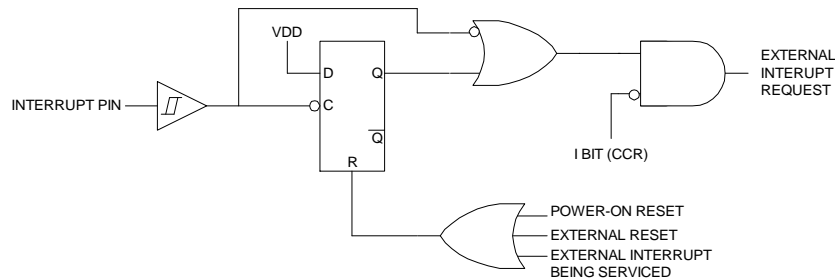 VDD
D
Q
C
Q
R
INTERRUPT PIN
EXTERNAL
INTERUPT
REQUEST
I BIT (CCR)
POWER-ON RESET
EXTERNAL RESET
EXTERNAL INTERRUPT
BEING SERVICED